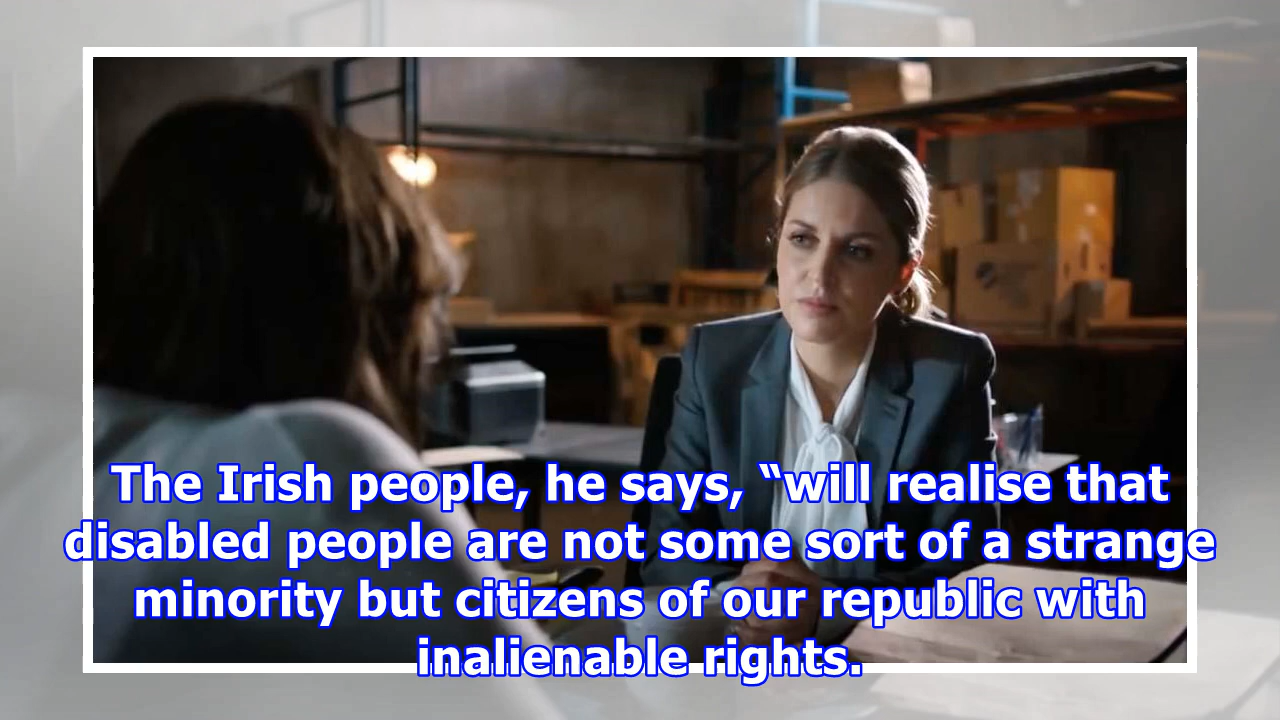 The Irish people, he says, “will realise that
disabled people are not some sort of a strange
minority but citizens of our republic with
inalienable rights.